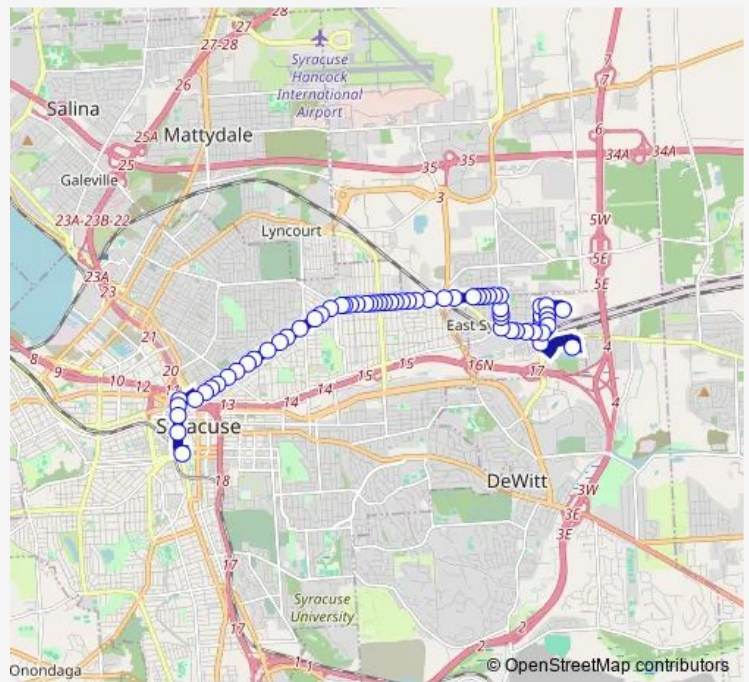 28
27
27-28
Syracuse
Hancock
International
Airport
7
7
26
Salina
25A
Mattydale
6
25
35
35
34A
34A
Galeville
3
23A-23B-22
5W
Lyncourt
5E
23A
5E
23
East Sy
21
4
8
9
20
15
16N
10
12
11
15
17
14
13
14
4
Syracuse
DeWitt
18
3W
3E
3E
17
Syracuse
University
17
2
2
1
1
Onondaga
© OpenStreetMap contributors